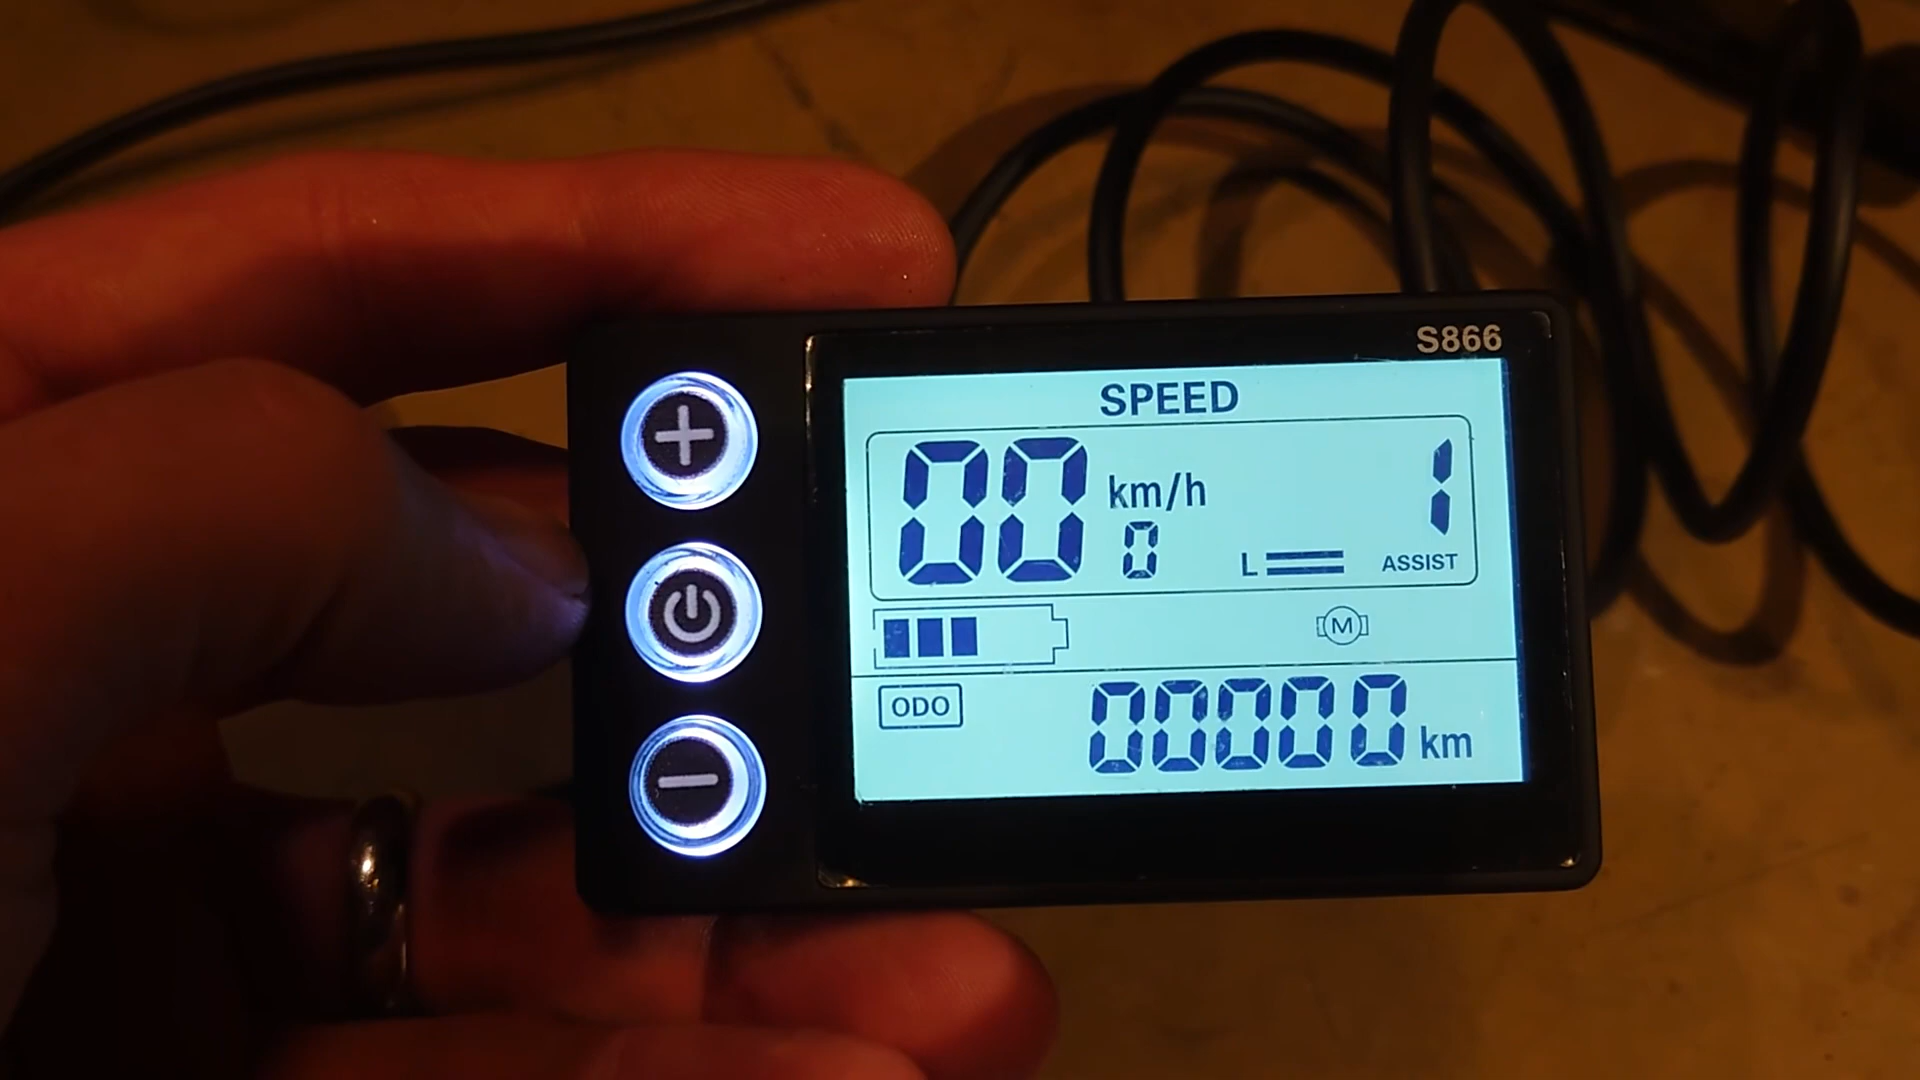 S866
SPEED
00 km/h 1
0 L ASSIST
M
ODO 00000 km